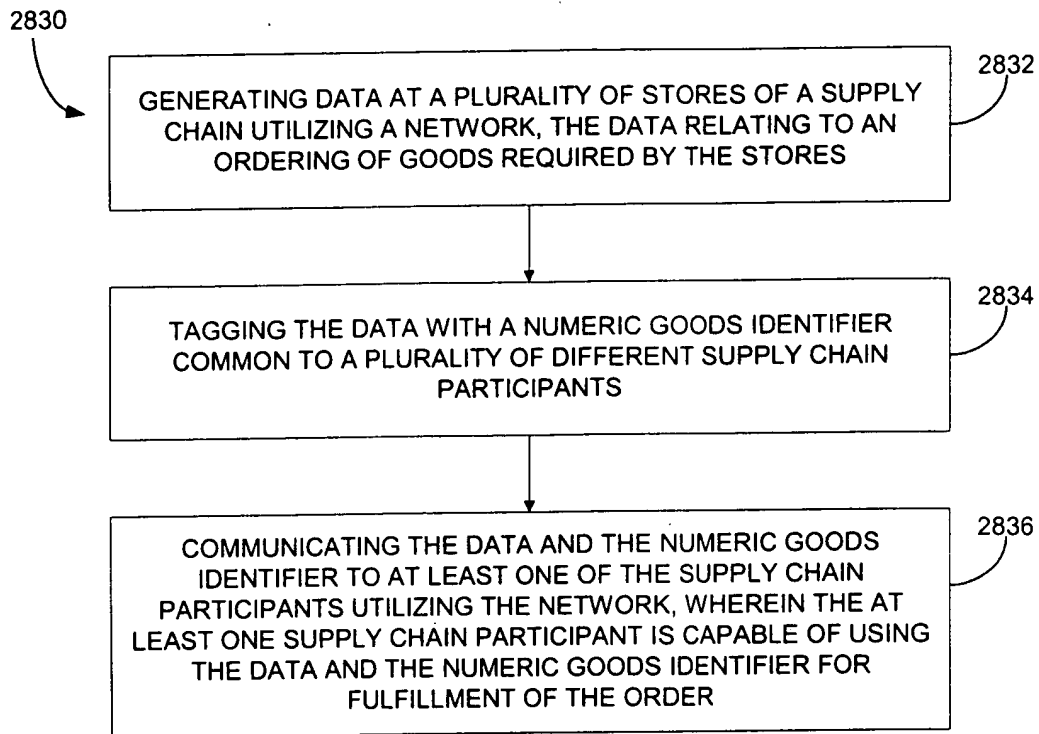 2830
2832
GENERATING DATA AT A PLURALITY OF STORES OF A SUPPLY
CHAIN UTILIZING A NETWORK, THE DATA RELATING TO AN
ORDERING OF GOODS REQUIRED BY THE STORES
2834
TAGGING THE DATA WITH A NUMERIC GOODS IDENTIFIER
COMMON TO A PLURALITY OF DIFFERENT SUPPLY CHAIN
PARTICIPANTS
2836
COMMUNICATING THE DATA AND THE NUMERIC GOODS
IDENTIFIER TO AT LEAST ONE OF THE SUPPLY CHAIN
PARTICIPANTS UTILIZING THE NETWORK, WHEREIN THE AT
LEAST ONE SUPPLY CHAIN PARTICIPANT IS CAPABLE OF USING
THE DATA AND THE NUMERIC GOODS IDENTIFIER FOR
FULFILLMENT OF THE ORDER